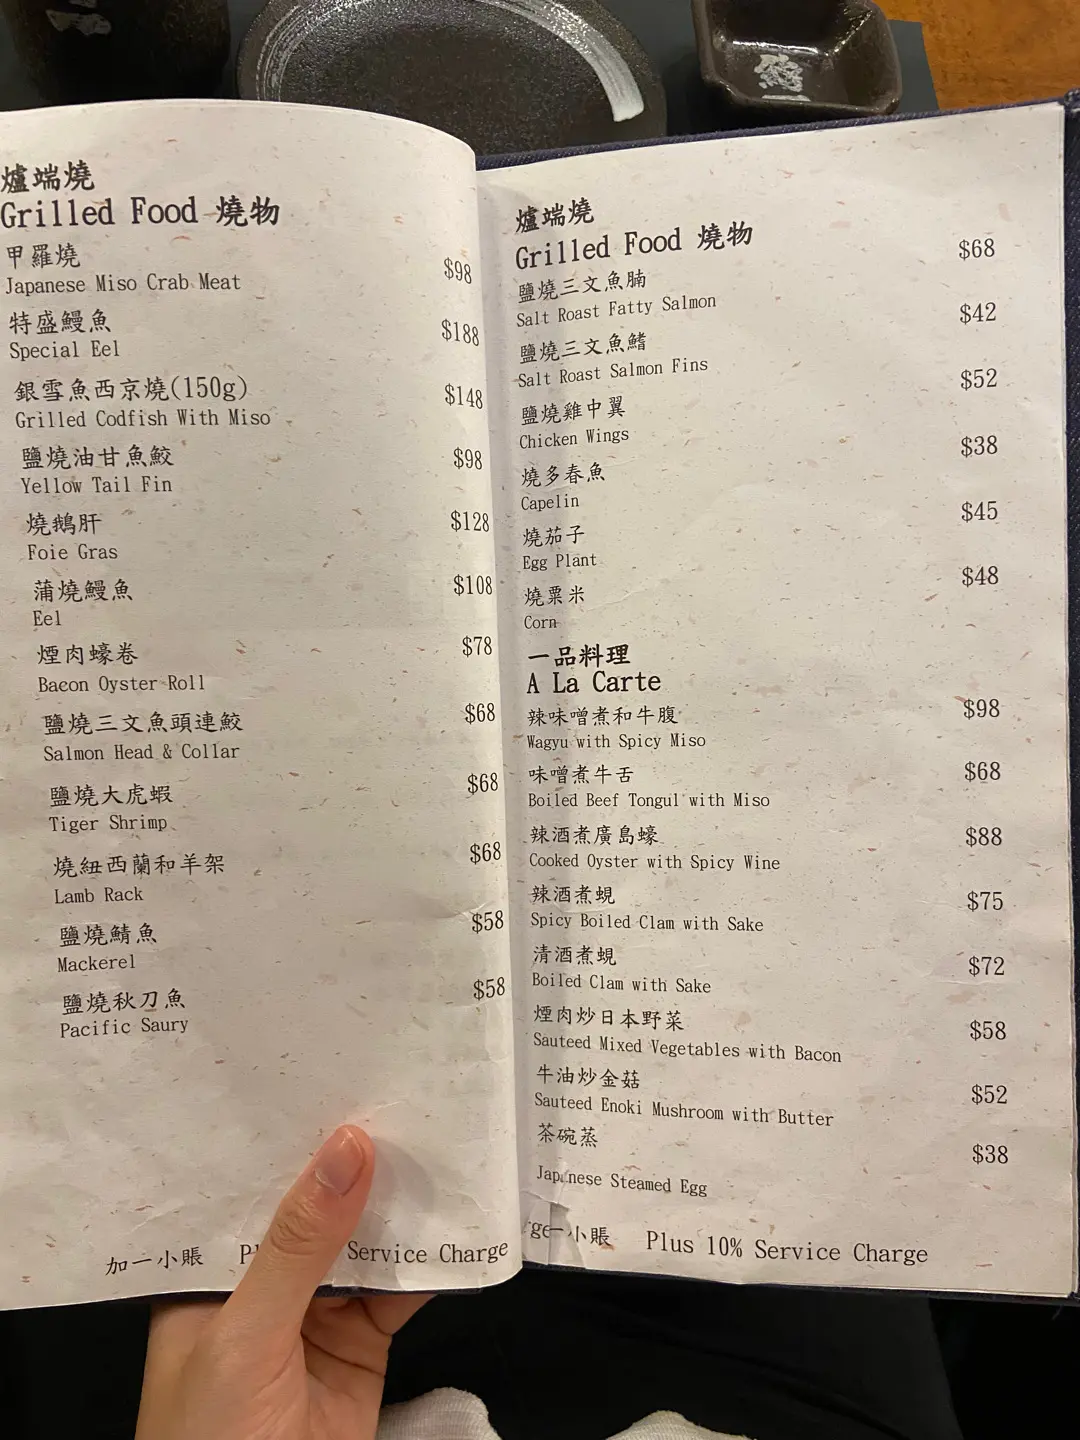 爐端燒
Grilled Food 燒物
甲羅燒
Japanese Miso Crab Meat $98
特盛鰻魚
Special Eel $188
銀雪魚西京燒(150g)
Grilled Codfish With Miso $148
鹽燒油甘魚鮫
Yellow Tail Fin $98
燒鵝肝
Foie Gras $128
蒲燒鰻魚
Eel $108
煙肉蠔卷
Bacon Oyster Roll $78
鹽燒三文魚頭連鮫
Salmon Head & Collar $68
鹽燒大虎蝦
Tiger Shrimp $68
燒紐西蘭和羊架
Lamb Rack $68
鹽燒鯖魚
Mackerel $58
鹽燒秋刀魚
Pacific Saury $58
加一小賬 Service Charge
爐端燒
Grilled Food 燒物
鹽燒三文魚腩 $68
Salt Roast Fatty Salmon
鹽燒三文魚鰭 $42
Salt Roast Salmon Fins
鹽燒雞中翼 $52
Chicken Wings
燒多春魚 $38
Capelin
燒茄子 $45
Egg Plant
燒粟米 $48
Corn
一品料理
A La Carte
辣味噌煮和牛腹 $98
Wagyu with Spicy Miso
味噌煮牛舌 $68
Boiled Beef Tongul with Miso
辣酒煮廣島蠔 $88
Cooked Oyster with Spicy Wine
辣酒煮蜆 $75
Spicy Boiled Clam with Sake
清酒煮蜆 $72
Boiled Clam with Sake
煙肉炒日本野菜 $58
Sauteed Mixed Vegetables with Bacon
牛油炒金菇 $52
Sauteed Enoki Mushroom with Butter
茶碗蒸 $38
Japanese Steamed Egg
一小賬 Plus 10% Service Charge